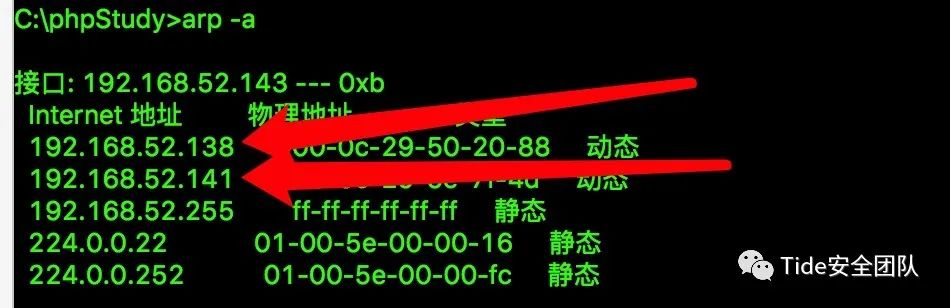 C:\phpStudy>arp -a
接口: 192.168.52.143 --- 0xb
Internet 地址 物理地址 类型
192.168.52.138 00-0c-29-50-20-88 动态
192.168.52.141 动态
192.168.52.255 ff-ff-ff-ff-ff-ff 静态
224.0.0.22 01-00-5e-00-00-16 静态
224.0.0.252 01-00-5e-00-00-fc 静态
Tide安全团队